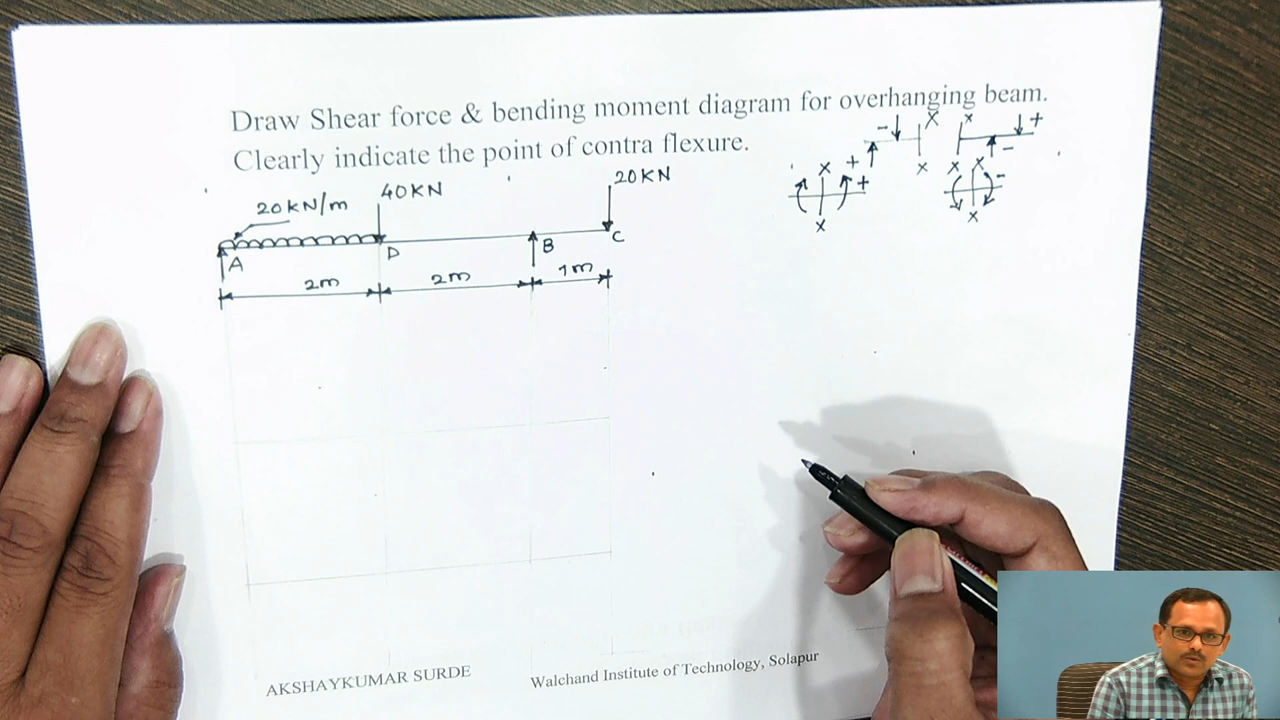 Draw Shear force & bending moment diagram for overhanging beam.
Clearly indicate the point of contra flexure.
- x x +
x + x x x -
+ -
x x
20KN/m 40KN 20KN
A D B C
2m 2m 1m
AKSHAYKUMAR SURDE Walchand Institute of Technology, Solapur